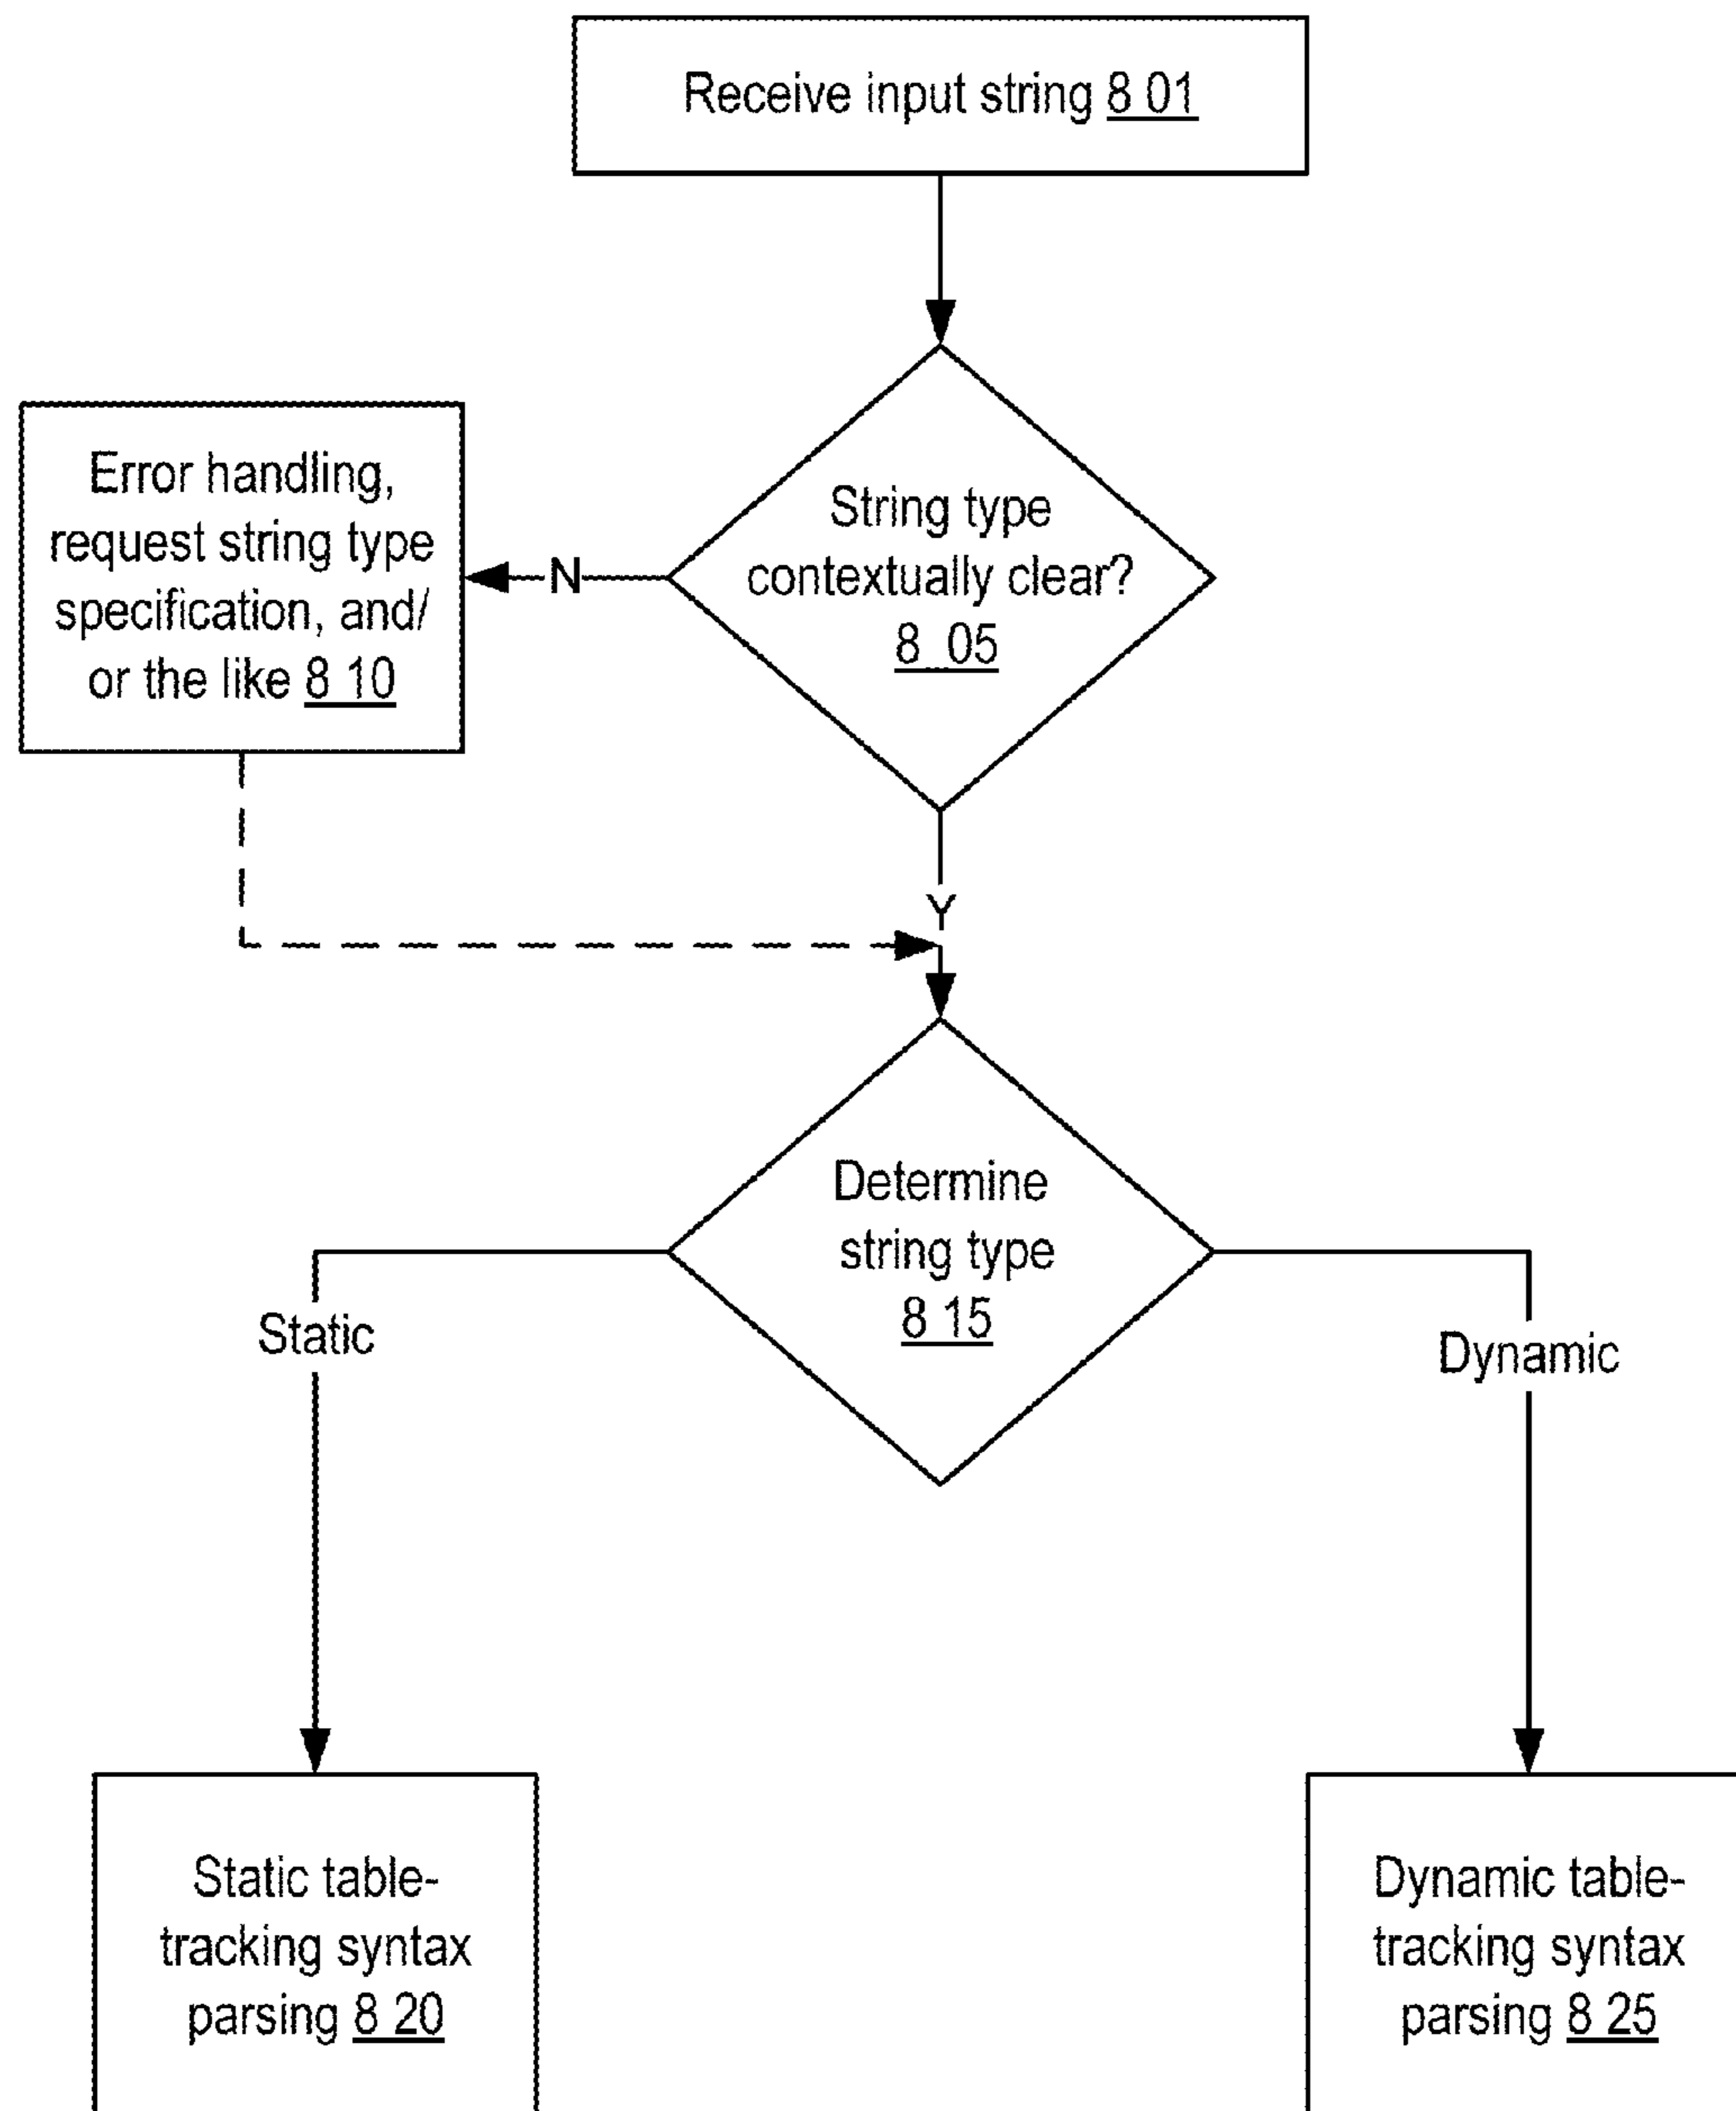 Receive input string 8 01
String type
contextually clear?
8 05
N
Error handling,
request string type
specification, and/
or the like 8 10
Y
Determine
string type
8 15
Static
Dynamic
Static table-
tracking syntax
parsing 8 20
Dynamic table-
tracking syntax
parsing 8 25